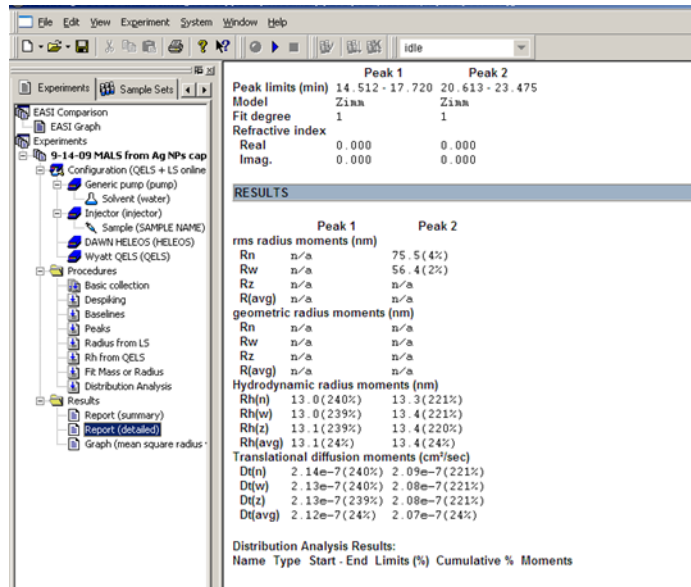 File Edit View Experiment System Window Help
idle
Experiments Sample Sets
EASI Comparison
EASI Graph
Experiments
9-14-09 MALS from Ag NPs cap
Configuration (QELS + LS online
Generic pump (pump)
Solvent (water)
Injector (injector)
Sample (SAMPLE NAME)
DAWN HELEOS (HELEOS)
Wyatt QELS (QELS)
Procedures
Basic collection
Despiking
Baselines
Peaks
Radius from LS
Rh from QELS
Fit Mass or Radius
Distribution Analysis
Results
Report (summary)
Report (detailed)
Graph (mean square radius
Peak 1 Peak 2
Peak limits (min) 14.512 - 17.720 20.613 - 23.475
Model Zimm Zimm
Fit degree 1 1
Refractive index
Real 0.000 0.000
Imag. 0.000 0.000
RESULTS
Peak 1 Peak 2
rms radius moments (nm)
Rn n/a 75.5(4%)
Rw n/a 56.4(2%)
Rz n/a n/a
R(avg) n/a n/a
geometric radius moments (nm)
Rn n/a n/a
Rw n/a n/a
Rz n/a n/a
R(avg) n/a n/a
Hydrodynamic radius moments (nm)
Rh(n) 13.0(240%) 13.3(221%)
Rh(w) 13.0(239%) 13.4(221%)
Rh(z) 13.1(239%) 13.4(220%)
Rh(avg) 13.1(24%) 13.4(24%)
Translational diffusion moments (cm²/sec)
Dt(n) 2.14e-7(240%) 2.09e-7(221%)
Dt(w) 2.13e-7(240%) 2.08e-7(221%)
Dt(z) 2.13e-7(239%) 2.08e-7(221%)
Dt(avg) 2.12e-7(24%) 2.07e-7(24%)
Distribution Analysis Results:
Name Type Start - End Limits (%) Cumulative % Moments